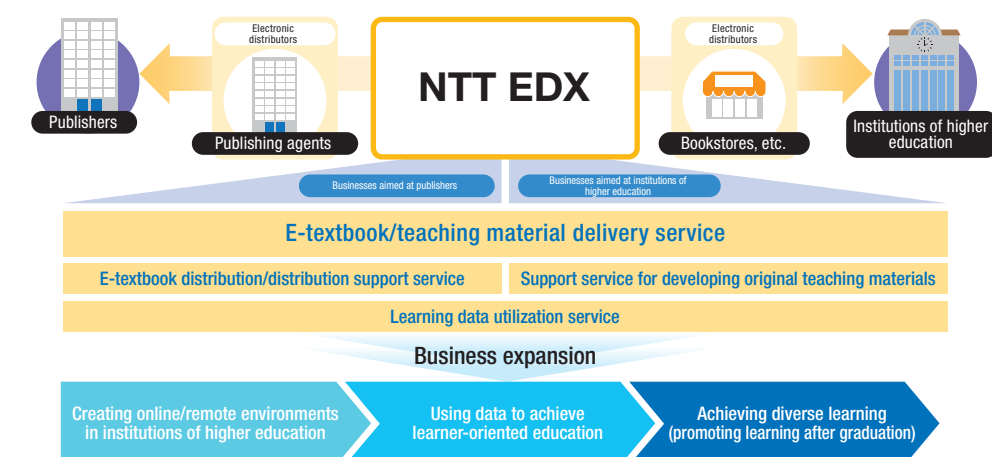 Electronic
distributors
Electronic
distributors
NTT EDX
Publishers
Publishing agents
Bookstores, etc.
Institutions of higher
education
Businesses aimed at publishers
Businesses aimed at institutions of
higher education
E-textbook/teaching material delivery service
E-textbook distribution/distribution support service
Support service for developing original teaching materials
Learning data utilization service
Business expansion
Creating online/remote environments
in institutions of higher education
Using data to achieve
learner-oriented education
Achieving diverse learning
(promoting learning after graduation)